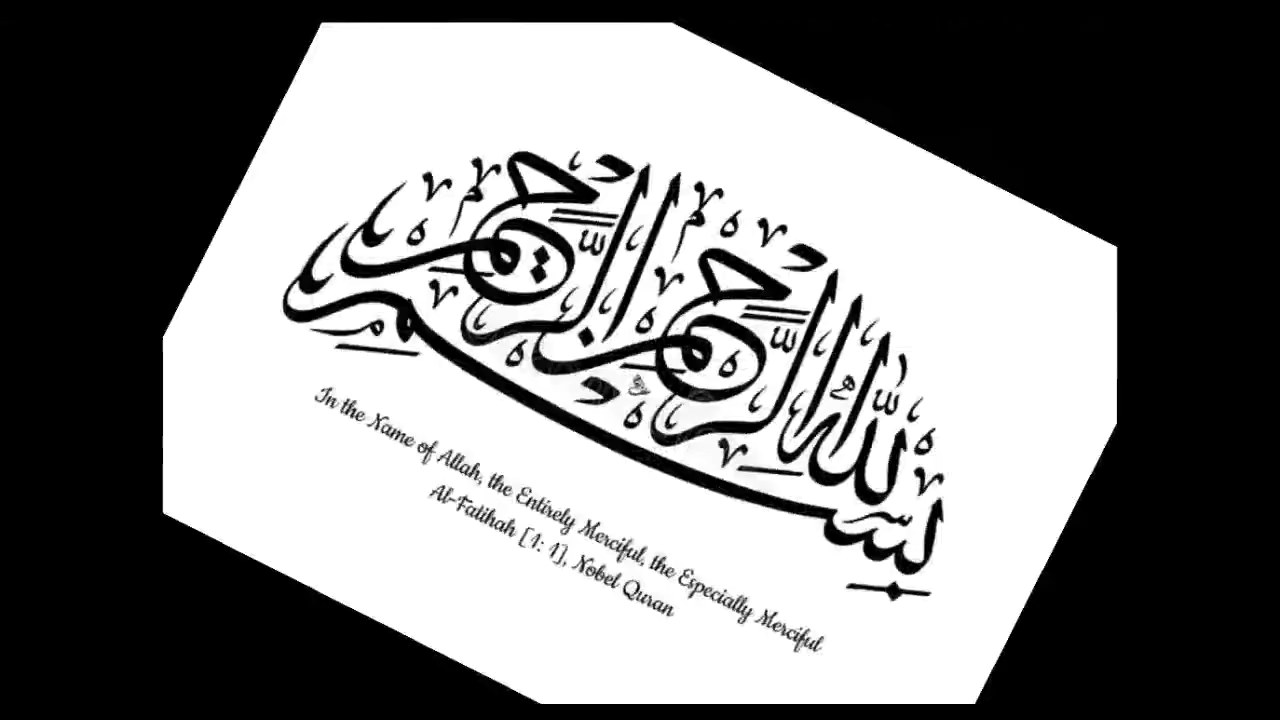 بسم الله الرحمن الرحيم
In the Name of Allah, the Entirely Merciful, the Especially Merciful
Al-Fatihah [1: 1], Nobel Quran